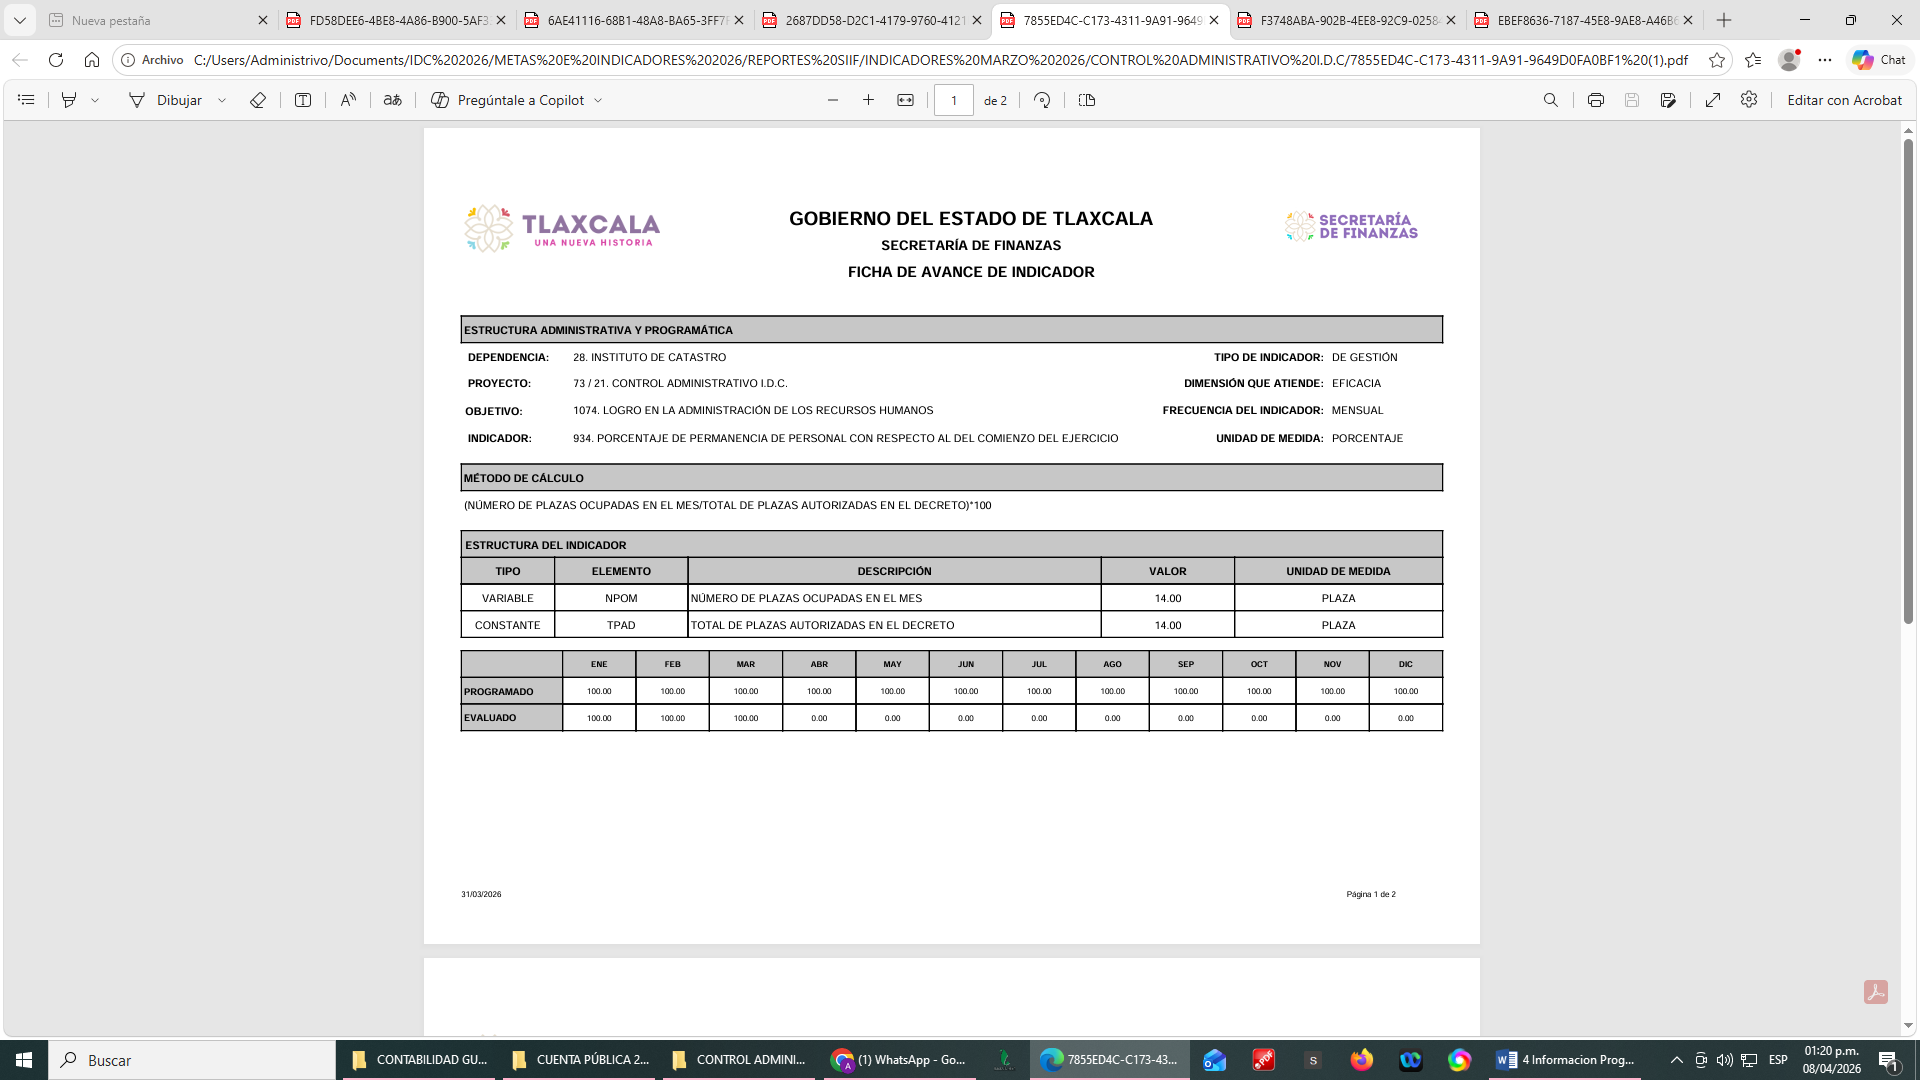 Nueva pestaña
FD58DEE6-4BE8-4A86-B900-5AF3
6AE41116-68B1-48A8-BA65-3FF7F
2687DD58-D2C1-4179-9760-4121
7855ED4C-C173-4311-9A91-9649
F3748ABA-902B-4EE8-92C9-0258
EBEF8636-7187-45E8-9AE8-A46B6
Archivo C:/Users/Administrivo/Documents/IDC%202026/METAS%20E%20INDICADORES%202026/REPORTES%20SIIF/INDICADORES%20MARZO%202026/CONTROL%20ADMINISTRATIVO%20I.D.C/7855ED4C-C173-4311-9A91-9649D0FA0BF1%20(1).pdf
Chat
Dibujar
Pregúntale a Copilot
1 de 2
Editar con Acrobat
TLAXCALA
UNA NUEVA HISTORIA
GOBIERNO DEL ESTADO DE TLAXCALA
SECRETARÍA DE FINANZAS
FICHA DE AVANCE DE INDICADOR
SECRETARÍA
DE FINANZAS
ESTRUCTURA ADMINISTRATIVA Y PROGRAMÁTICA
DEPENDENCIA: 28. INSTITUTO DE CATASTRO TIPO DE INDICADOR: DE GESTIÓN
PROYECTO: 73 / 21. CONTROL ADMINISTRATIVO I.D.C. DIMENSIÓN QUE ATIENDE: EFICACIA
OBJETIVO: 1074. LOGRO EN LA ADMINISTRACIÓN DE LOS RECURSOS HUMANOS FRECUENCIA DEL INDICADOR: MENSUAL
INDICADOR: 934. PORCENTAJE DE PERMANENCIA DE PERSONAL CON RESPECTO AL DEL COMIENZO DEL EJERCICIO UNIDAD DE MEDIDA: PORCENTAJE
MÉTODO DE CÁLCULO
(NÚMERO DE PLAZAS OCUPADAS EN EL MES/TOTAL DE PLAZAS AUTORIZADAS EN EL DECRETO)*100
ESTRUCTURA DEL INDICADOR
TIPO ELEMENTO DESCRIPCIÓN VALOR UNIDAD DE MEDIDA
VARIABLE NPOM NÚMERO DE PLAZAS OCUPADAS EN EL MES 14.00 PLAZA
CONSTANTE TPAD TOTAL DE PLAZAS AUTORIZADAS EN EL DECRETO 14.00 PLAZA
ENE FEB MAR ABR MAY JUN JUL AGO SEP OCT NOV DIC
PROGRAMADO 100.00 100.00 100.00 100.00 100.00 100.00 100.00 100.00 100.00 100.00 100.00 100.00
EVALUADO 100.00 100.00 100.00 0.00 0.00 0.00 0.00 0.00 0.00 0.00 0.00 0.00
31/03/2026 Página 1 de 2
Buscar
CONTABILIDAD GU...
CUENTA PÚBLICA 2...
CONTROL ADMINI...
(1) WhatsApp - Go...
7855ED4C-C173-43...
4 Informacion Prog...
ESP
01:20 p.m.
08/04/2026
1